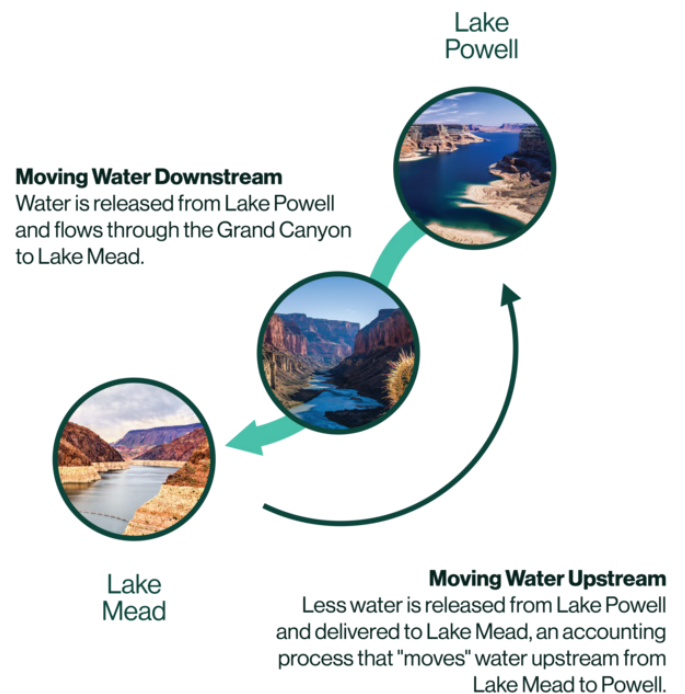 Lake
Powell
Moving Water Downstream
Water is released from Lake Powell
and flows through the Grand Canyon
to Lake Mead.
Lake
Mead
Moving Water Upstream
Less water is released from Lake Powell
and delivered to Lake Mead, an accounting
process that "moves" water upstream from
Lake Mead to Powell.